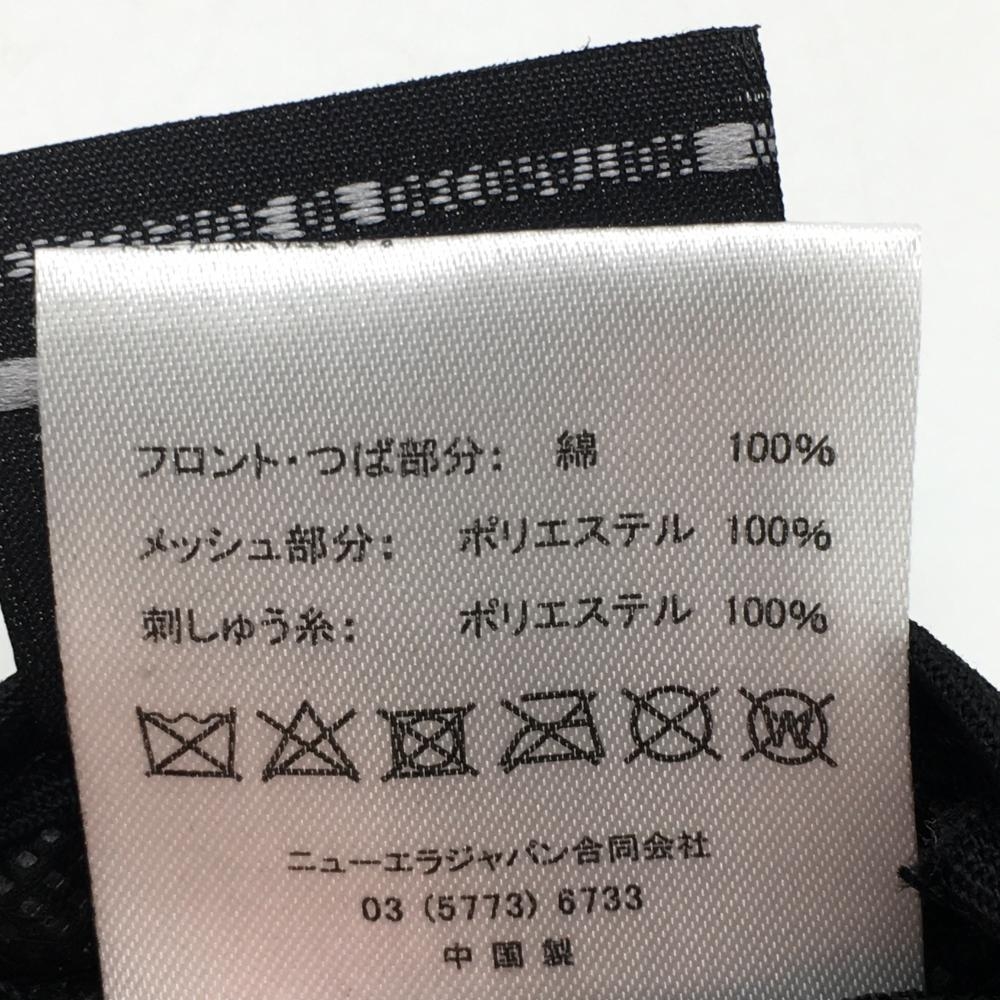 フロント・つば部分: 綿 100%
メッシュ部分: ポリエステル 100%
刺しゅう糸: ポリエステル 100%
W
ニューエラジャパン合同会社
03 (5773) 6733
中国製